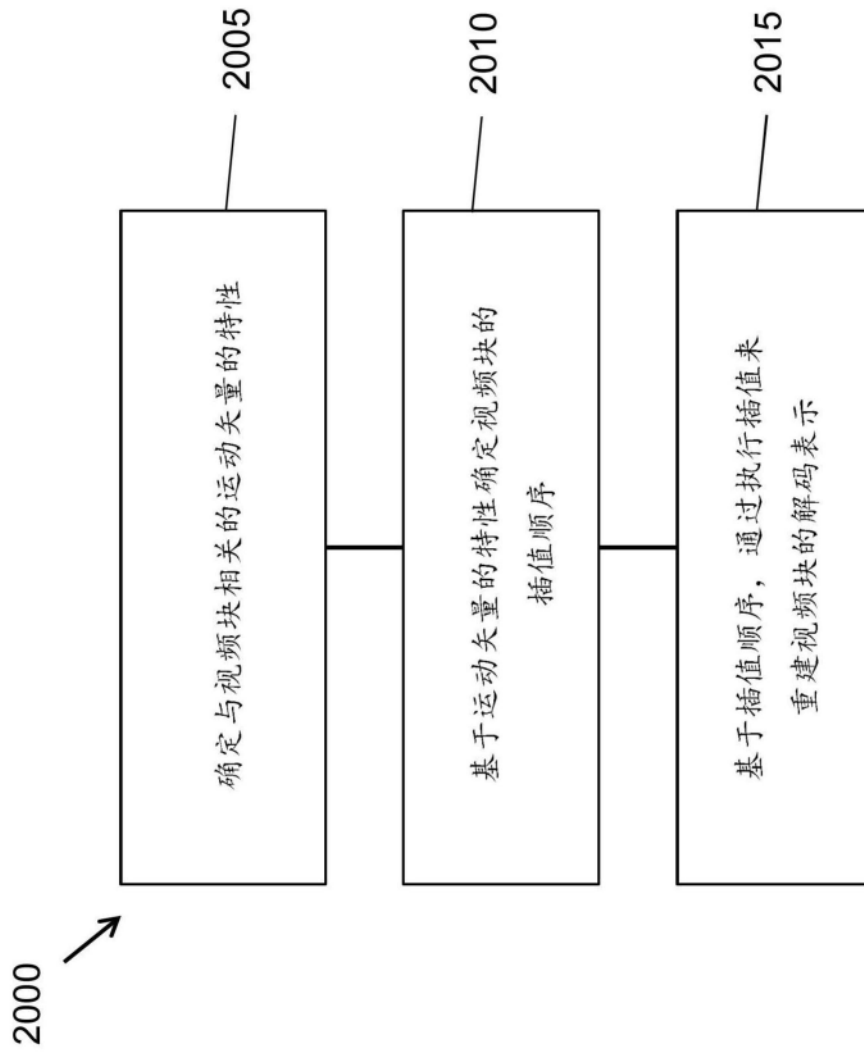 2000
确定与视频块相关的运动矢量的特性
2005
基于运动矢量的特性确定视频块的
插值顺序
2010
基于插值顺序，通过执行插值来
重建视频块的解码表示
2015